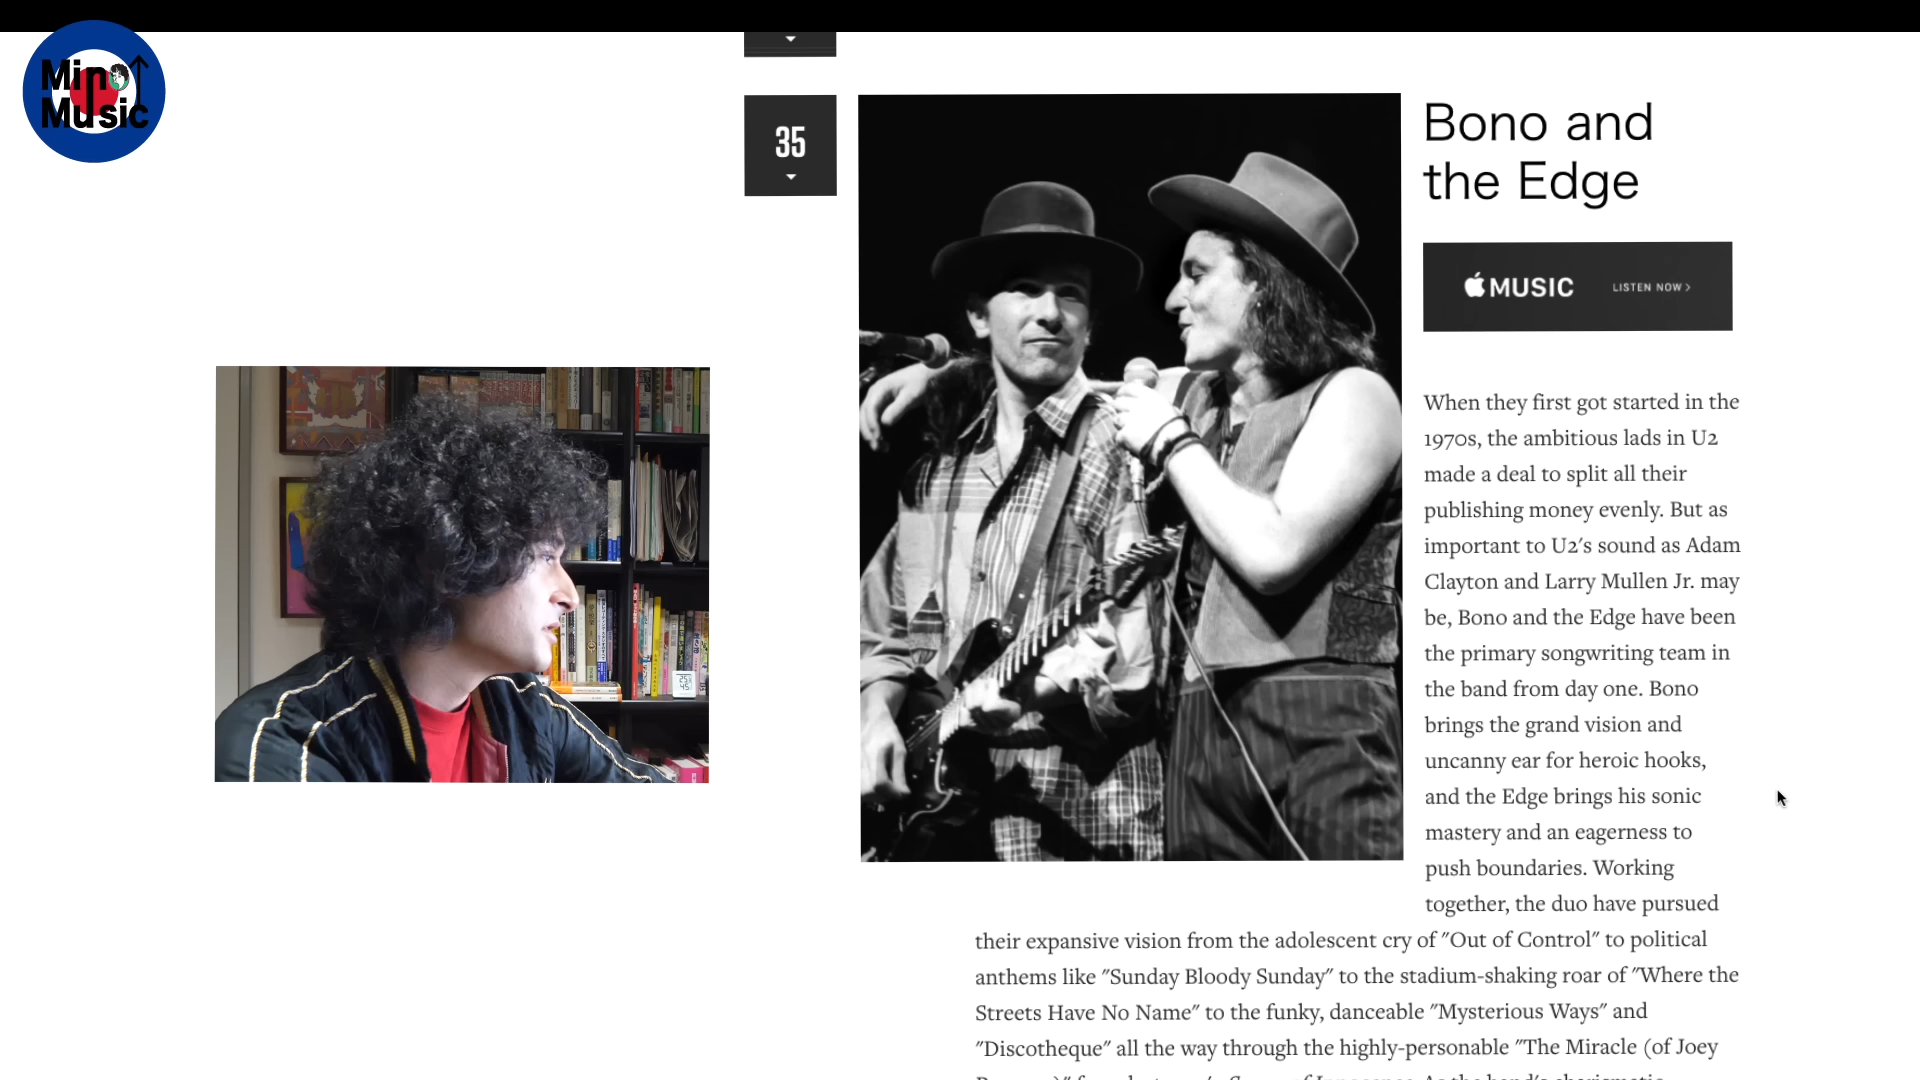 Min
Music
35
Bono and
the Edge
MUSIC LISTEN NOW >
When they first got started in the
1970s, the ambitious lads in U2
made a deal to split all their
publishing money evenly. But as
important to U2's sound as Adam
Clayton and Larry Mullen Jr. may
be, Bono and the Edge have been
the primary songwriting team in
the band from day one. Bono
brings the grand vision and
uncanny ear for heroic hooks,
and the Edge brings his sonic
mastery and an eagerness to
push boundaries. Working
together, the duo have pursued
their expansive vision from the adolescent cry of "Out of Control" to political
anthems like "Sunday Bloody Sunday" to the stadium-shaking roar of "Where the
Streets Have No Name" to the funky, danceable "Mysterious Ways" and
"Discotheque" all the way through the highly-personable "The Miracle (of Joey